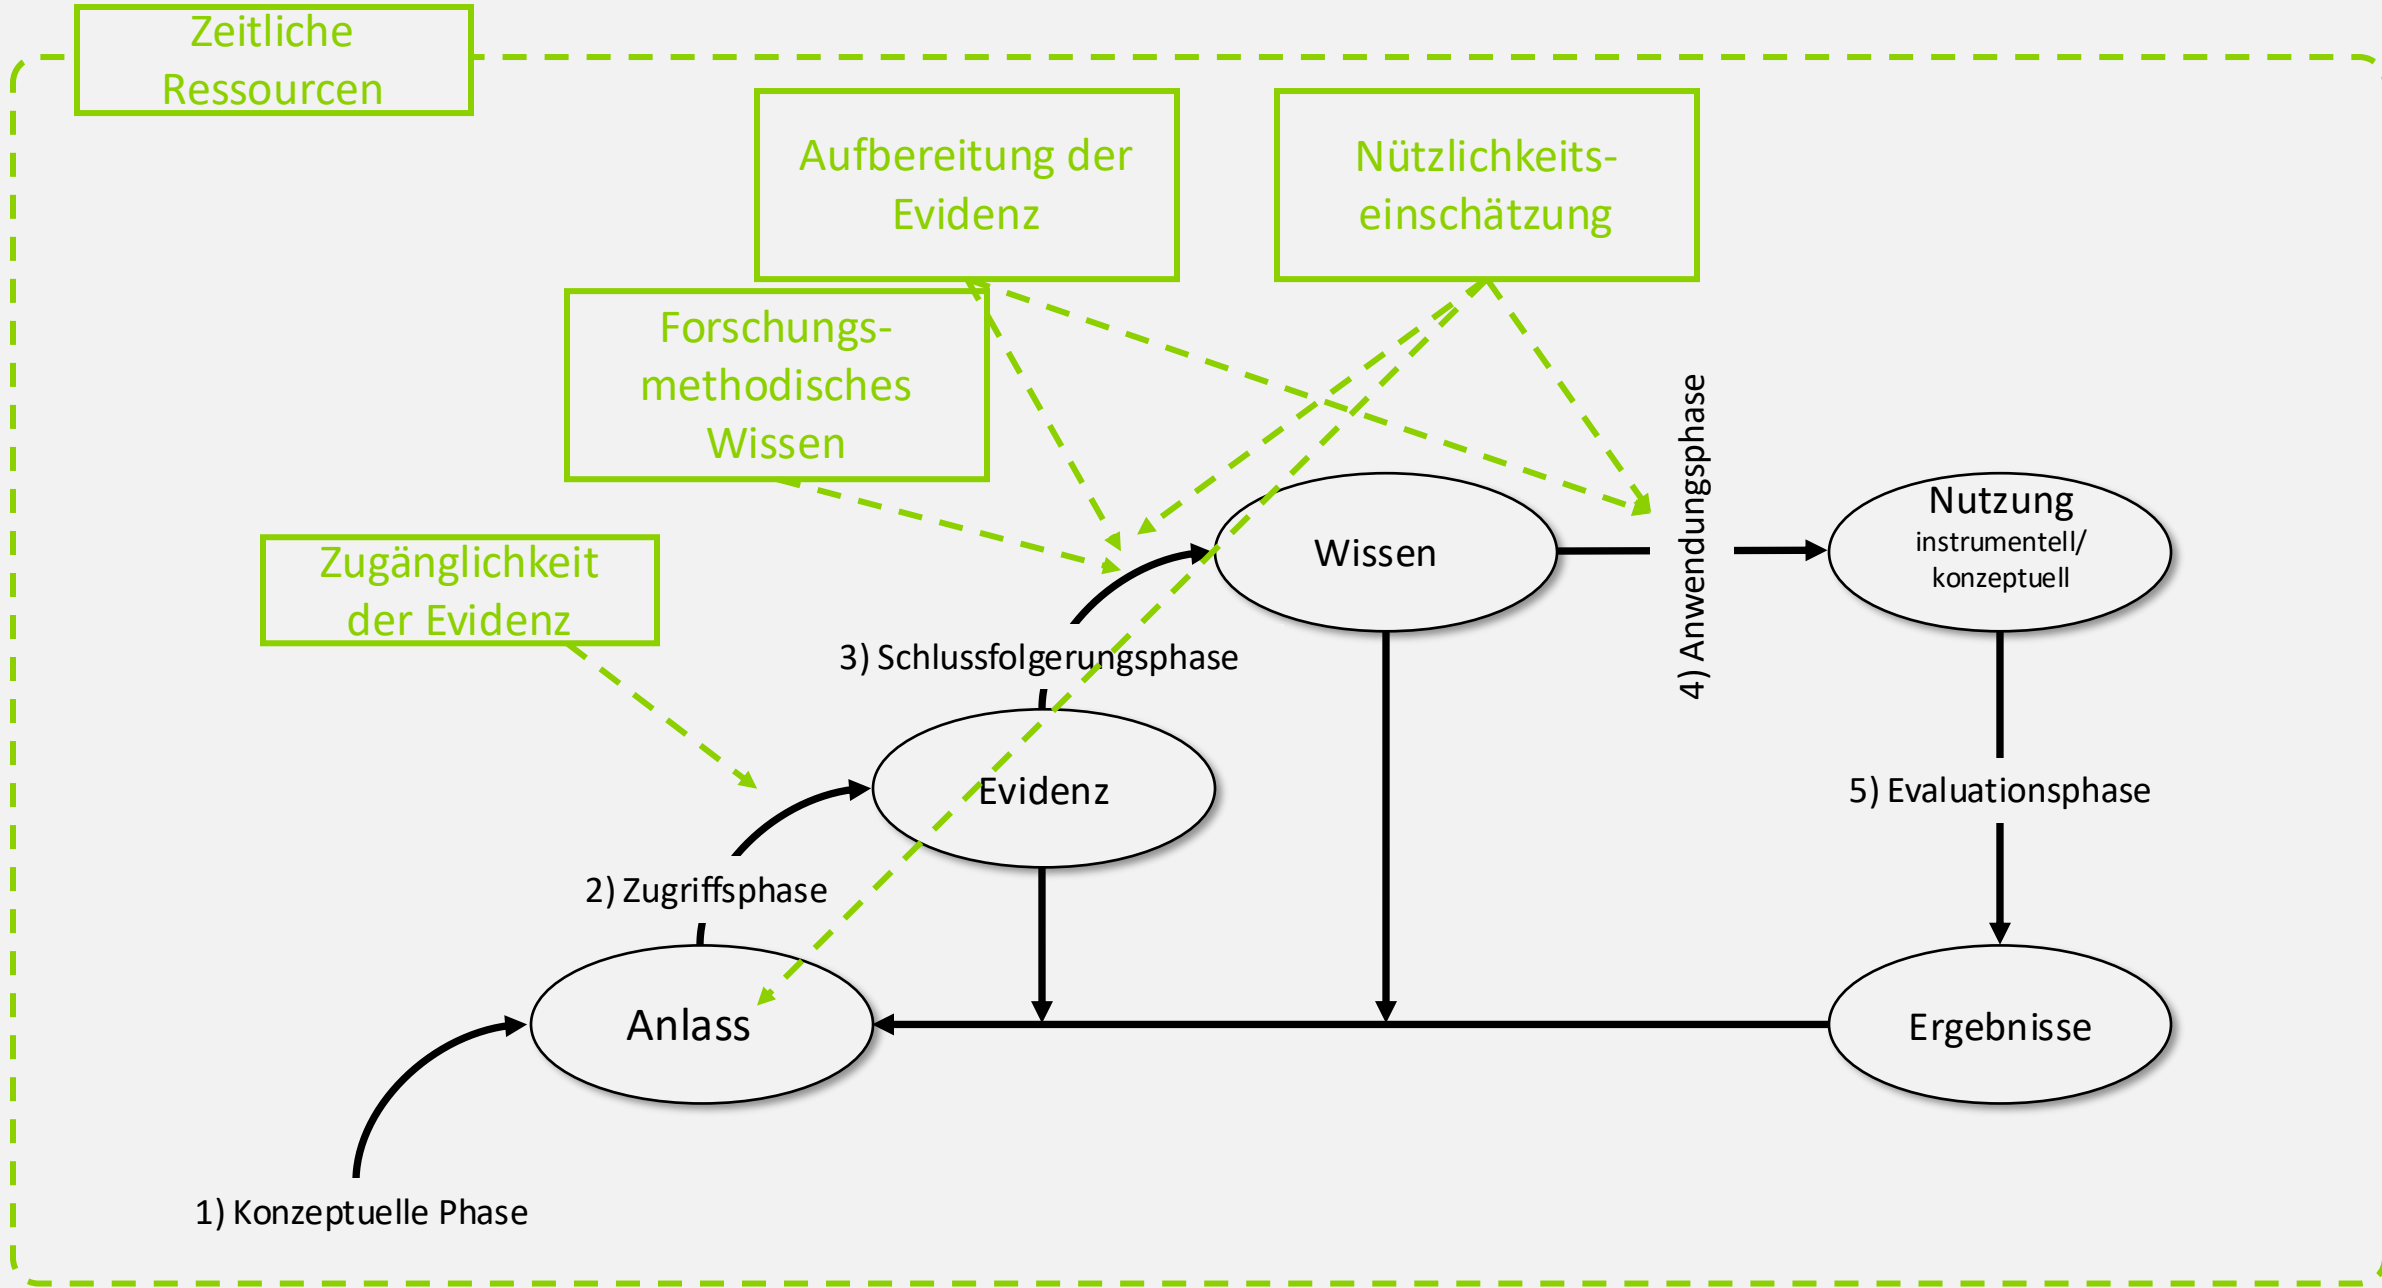 Zeitliche
Ressourcen
Aufbereitung der
Evidenz
Nützlichkeits-
einschätzung
Forschungs-
methodisches
Wissen
Zugänglichkeit
der Evidenz
4) Anwendungsphase
Wissen
Nutzung
instrumentell/
konzeptuell
3) Schlussfolgerungsphase
Evidenz
5) Evaluationsphase
2) Zugriffsphase
Anlass
Ergebnisse
1) Konzeptuelle Phase